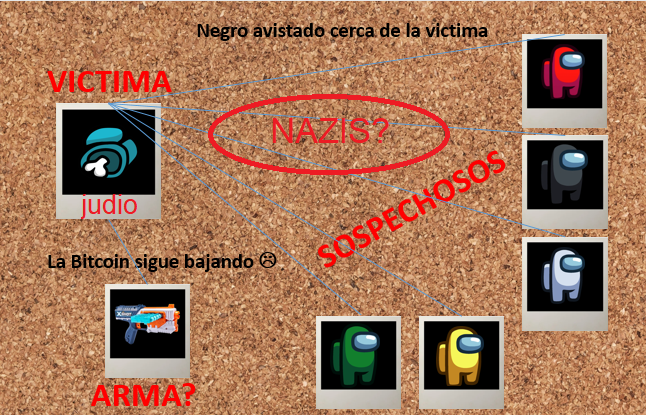 Negro avistado cerca de la victima
VICTIMA
NAZIS?
judio
SOSPECHOSOS
La Bitcoin sigue bajando ☹
ARMA?